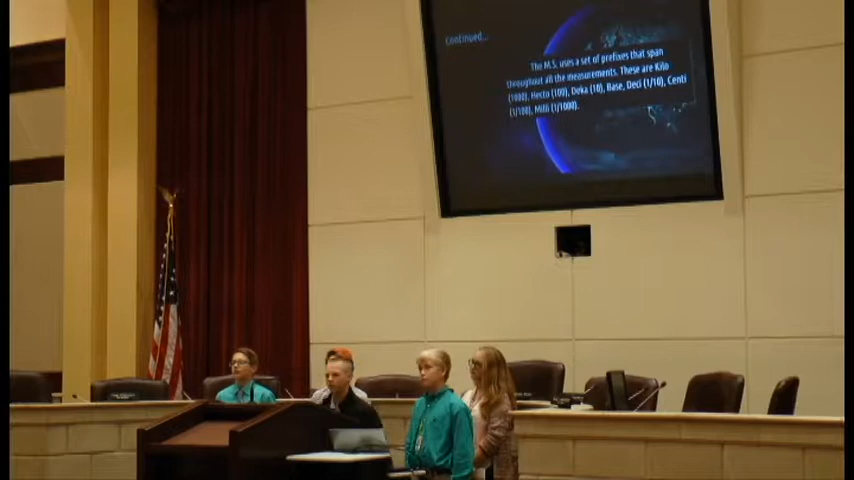 Continued...
The M.S. uses a set of prefixes that span
throughout all the measurements. These are Kilo
(1000), Hecto (100), Deka (10), Base, Deci (1/10), Centi
(1/100), Milli (1/1000).